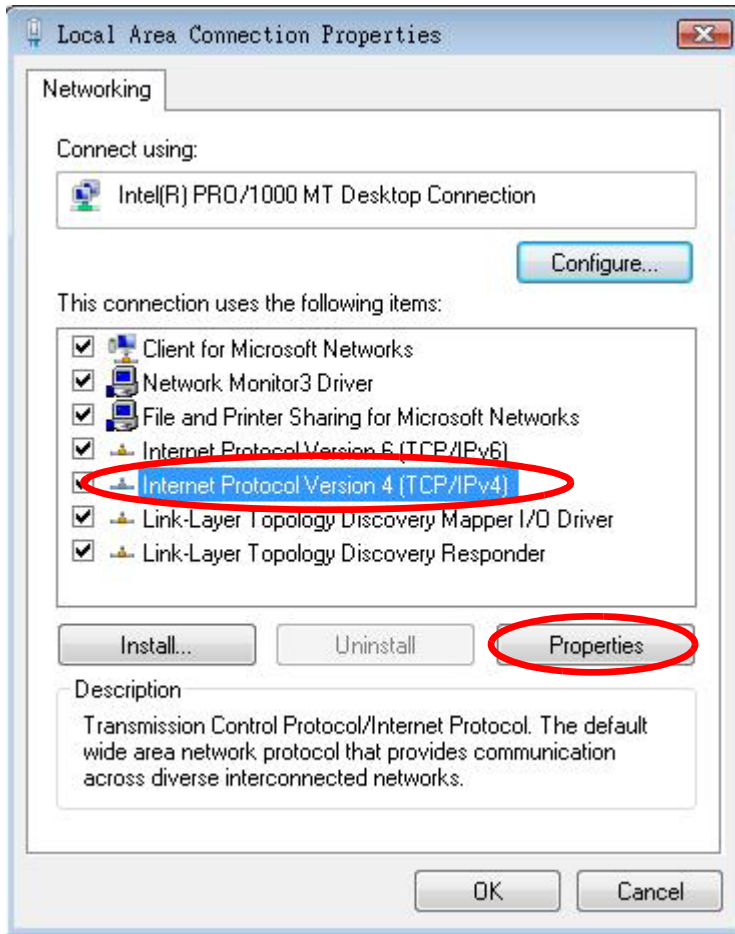 Local Area Connection Properties
Networking
Connect using:
Intel(R) PRO/1000 MT Desktop Connection
Configure...
This connection uses the following items:
Client for Microsoft Networks
Network Monitor3 Driver
File and Printer Sharing for Microsoft Networks
Internet Protocol Version 6 (TCP/IPv6)
Internet Protocol Version 4 (TCP/IPv4)
Link-Layer Topology Discovery Mapper I/O Driver
Link-Layer Topology Discovery Responder
Install...
Uninstall
Properties
Description
Transmission Control Protocol/Internet Protocol. The default
wide area network protocol that provides communication
across diverse interconnected networks.
OK
Cancel